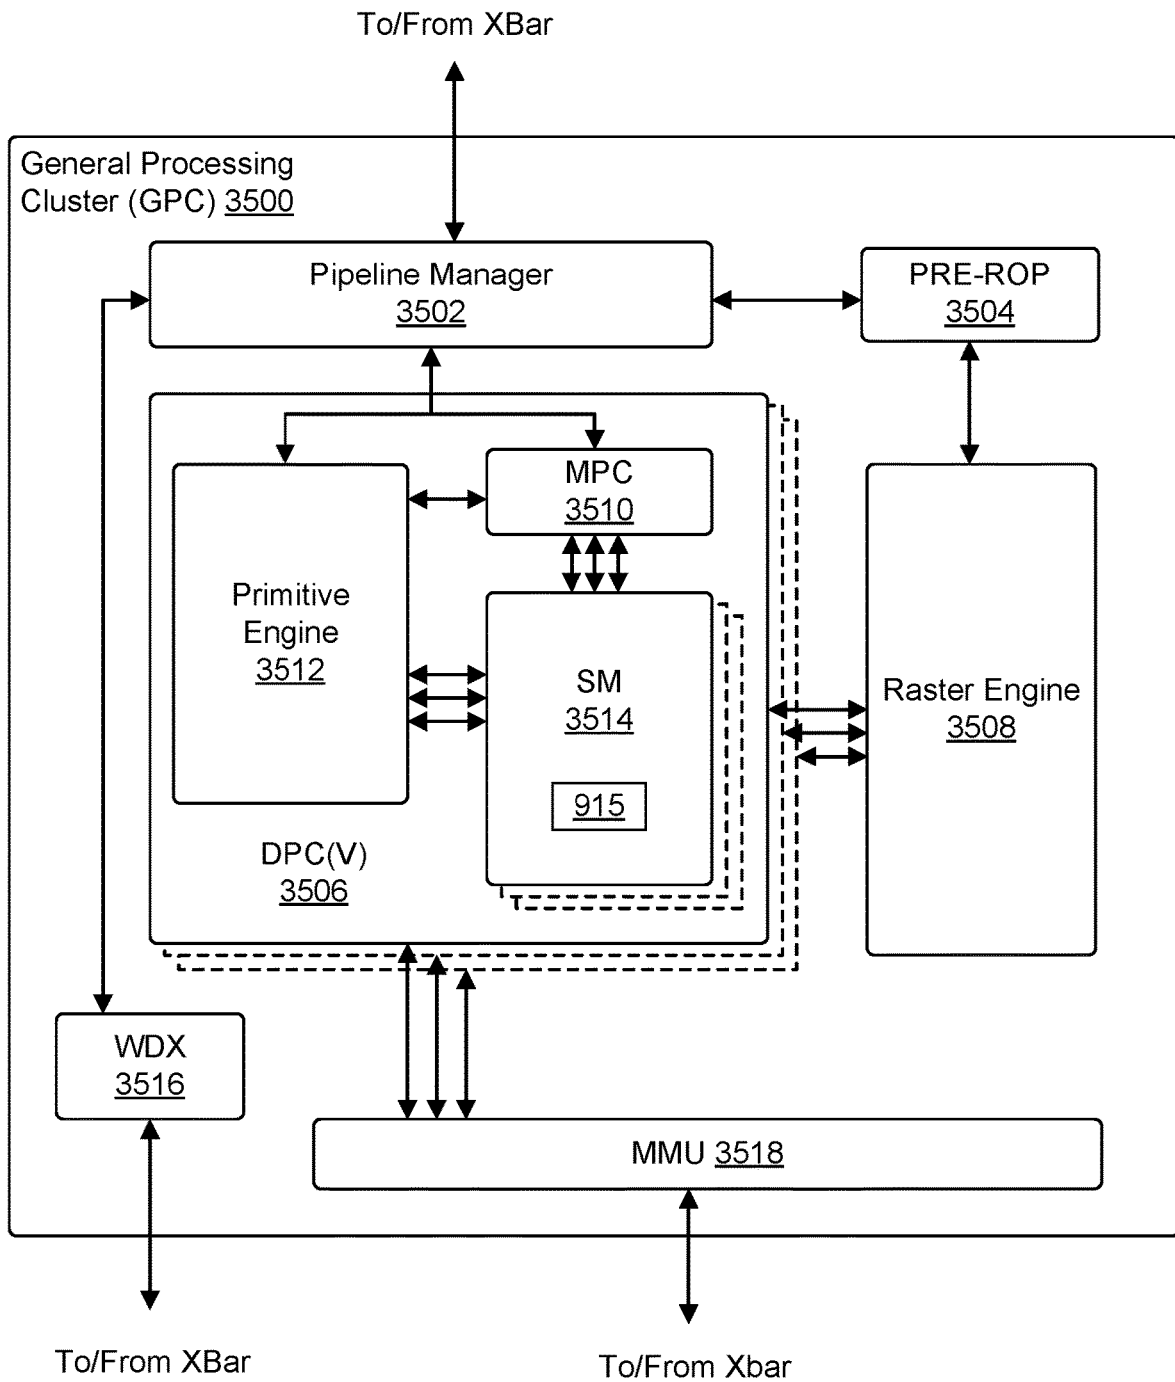 To/From XBar
General Processing
Cluster (GPC) 3500
Pipeline Manager
3502
PRE-ROP
3504
MPC
3510
Primitive
Engine
3512
SM
3514
915
Raster Engine
3508
DPC(V)
3506
WDX
3516
MMU 3518
To/From XBar
To/From Xbar